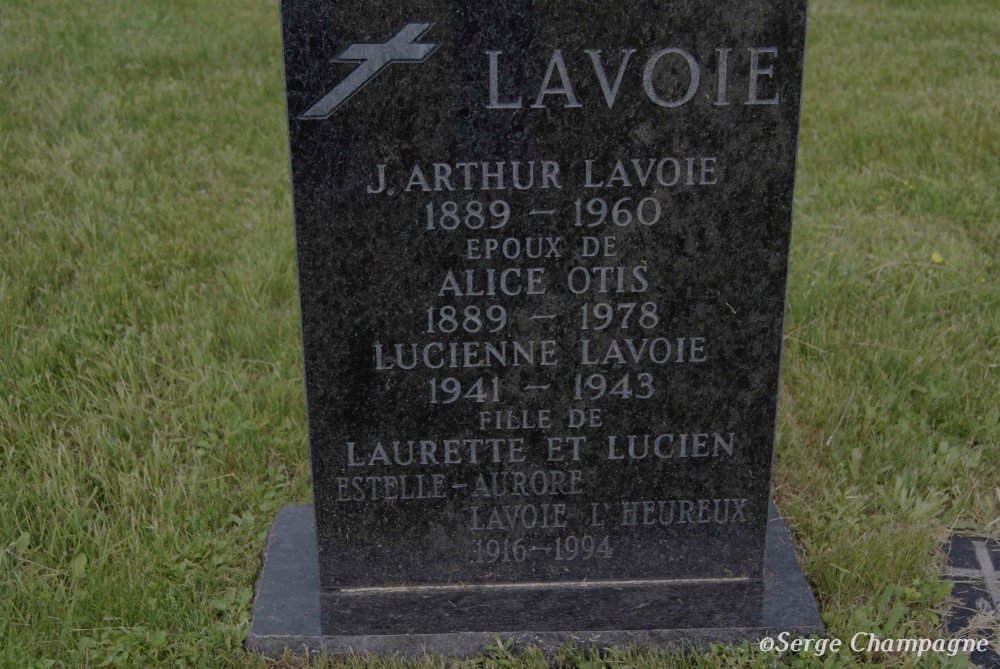 LAVOIE
J. ARTHUR LAVOIE
1889 - 1960
EPOUX DE
ALICE OTIS
1889 - 1978
LUCIENNE LAVOIE
1941 - 1943
FILLE DE
LAURETTE ET LUCIEN
ESTELLE-AURORE
LAVOIE L'HEUREUX
1916-1994
©Serge Champagne